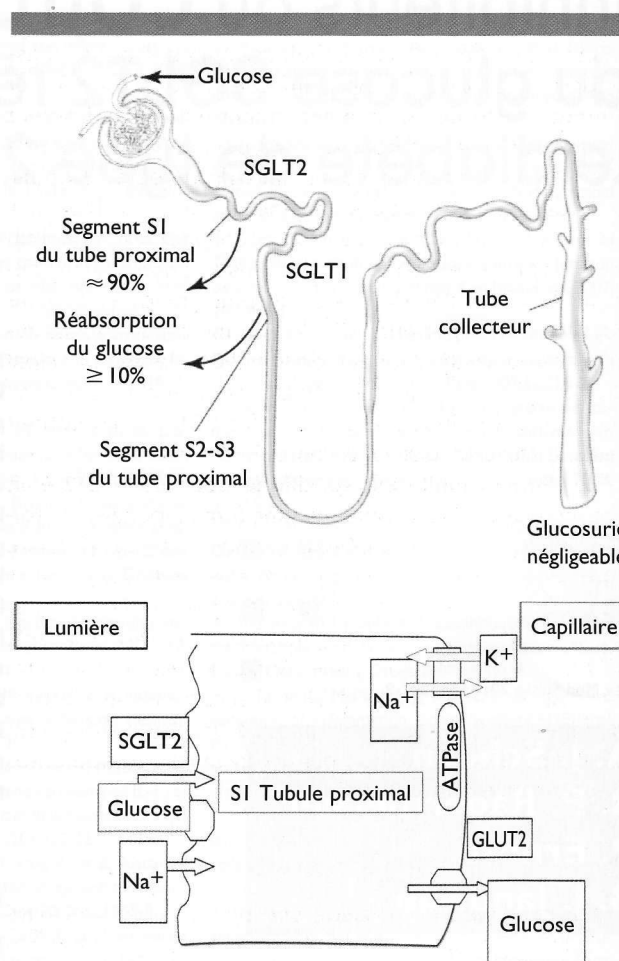 Glucose
SGLT2
Segment S1
du tube proximal
≈ 90%
SGLT1
Réabsorption
du glucose
≥ 10%
Tube
collecteur
Segment S2-S3
du tube proximal
Glucosurie
négligeable
Lumière
Capillaire
K+
Na+
SGLT2
ATPase
S1 Tubule proximal
Glucose
GLUT2
Na+
Glucose